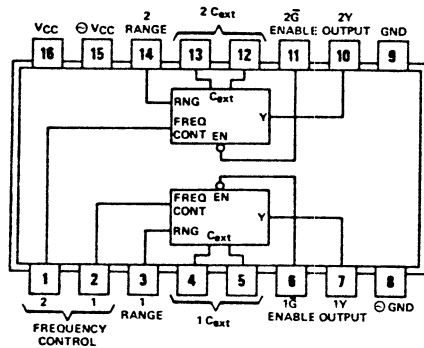 2 2 Cext 2G̅ 2Y
VCC ⊖ VCC RANGE ENABLE OUTPUT GND
16 15 14 13 12 11 10 9
RNG Cext
FREQ CONT Y
EN
EN
FREQ CONT Y
RNG Cext
1 2 3 4 5 6 7 8
2 1 1 1G̅ 1Y ⊖ GND
FREQUENCY CONTROL RANGE 1 Cext ENABLE OUTPUT